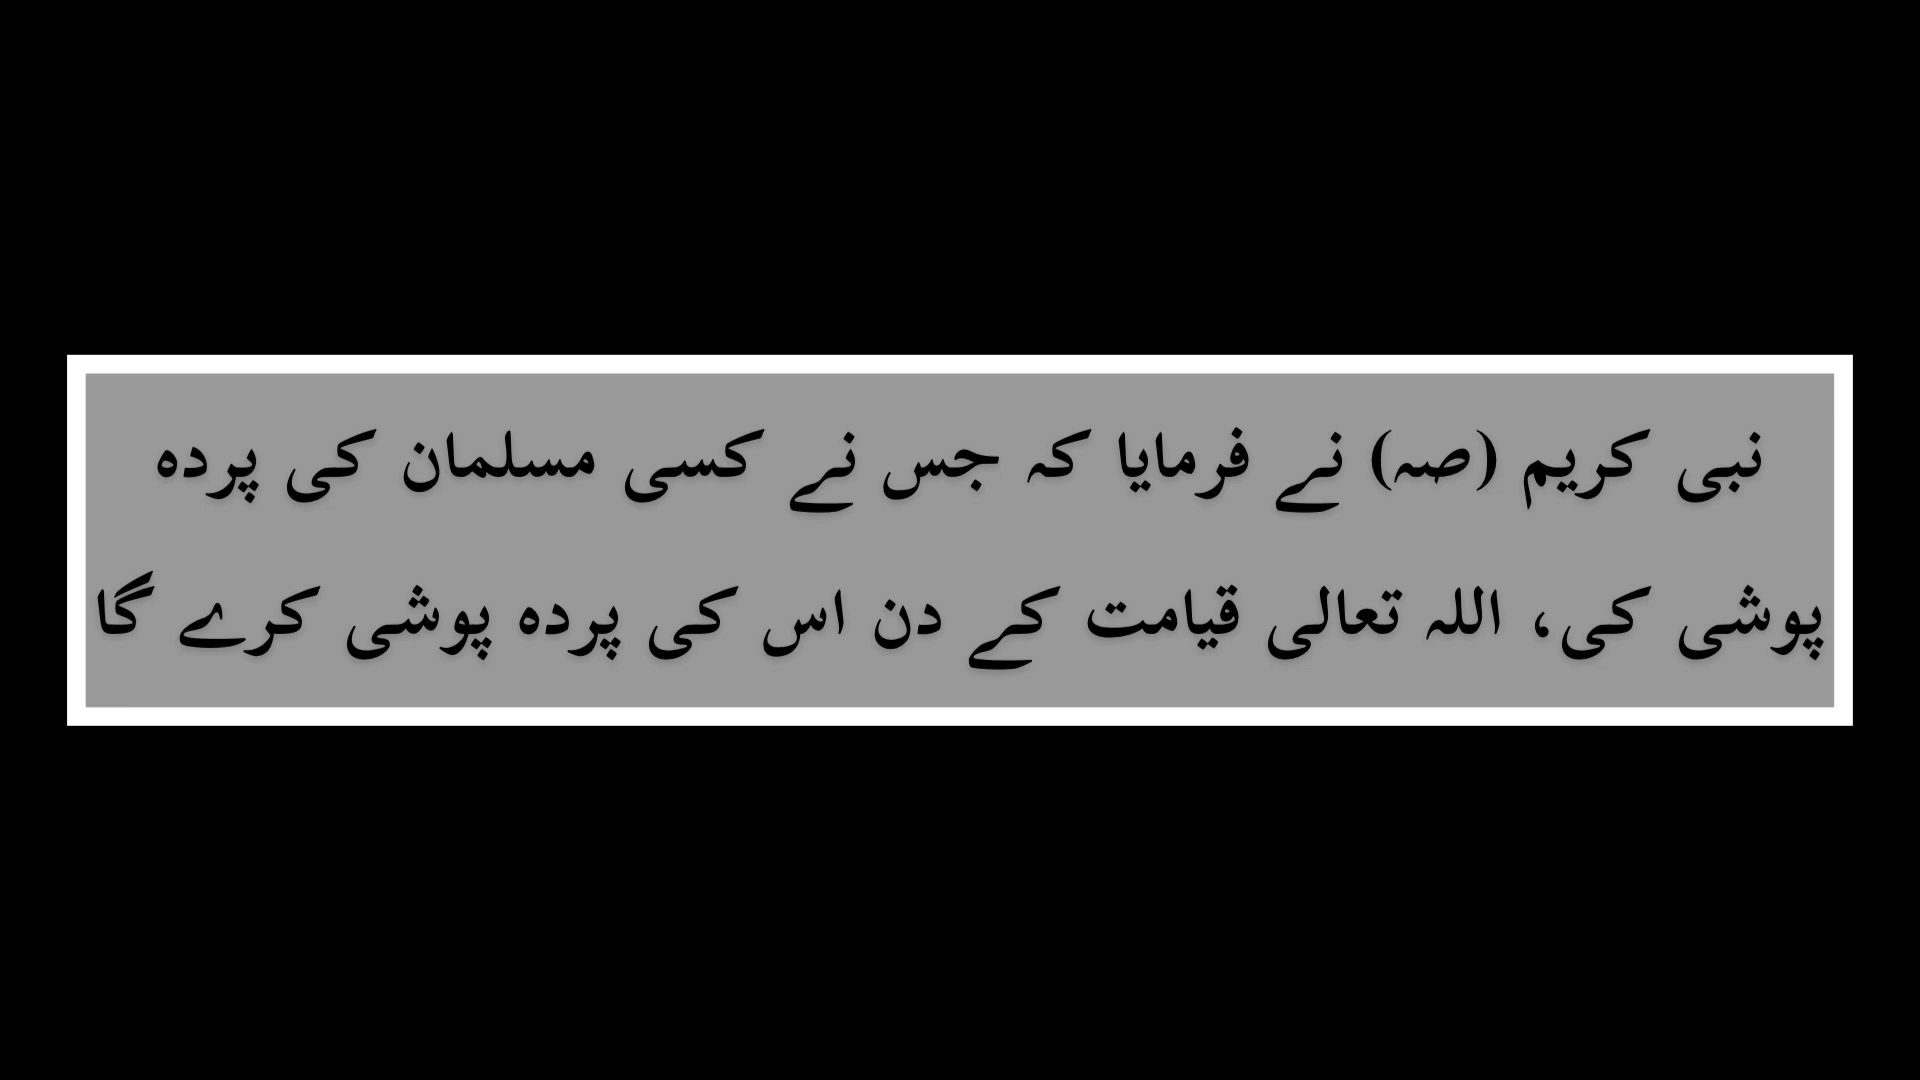 نبی کریم (صہ) نے فرمایا کہ جس نے کسی مسلمان کی پردہ
پوشی کی، اللہ تعالی قیامت کے دن اس کی پردہ پوشی کرے گا